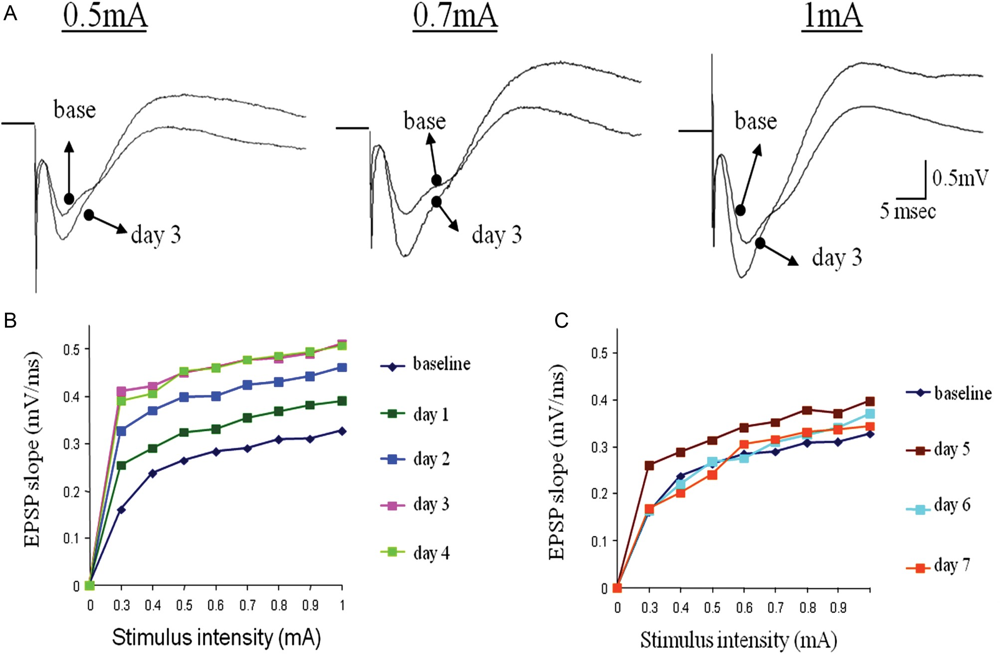 A
0.5mA
0.7mA
1mA
base
day 3
base
day 3
base
day 3
0.5mV
5 msec
B
EPSP slope (mV/ms)
0.5
0.4
0.3
0.2
0.1
0
0 0.3 0.4 0.5 0.6 0.7 0.8 0.9 1
Stimulus intensity (mA)
baseline
day 1
day 2
day 3
day 4
C
EPSP slope (mV/ms)
0.5
0.4
0.3
0.2
0.1
0
0 0.3 0.4 0.5 0.6 0.7 0.8 0.9
Stimulus intensity (mA)
baseline
day 5
day 6
day 7